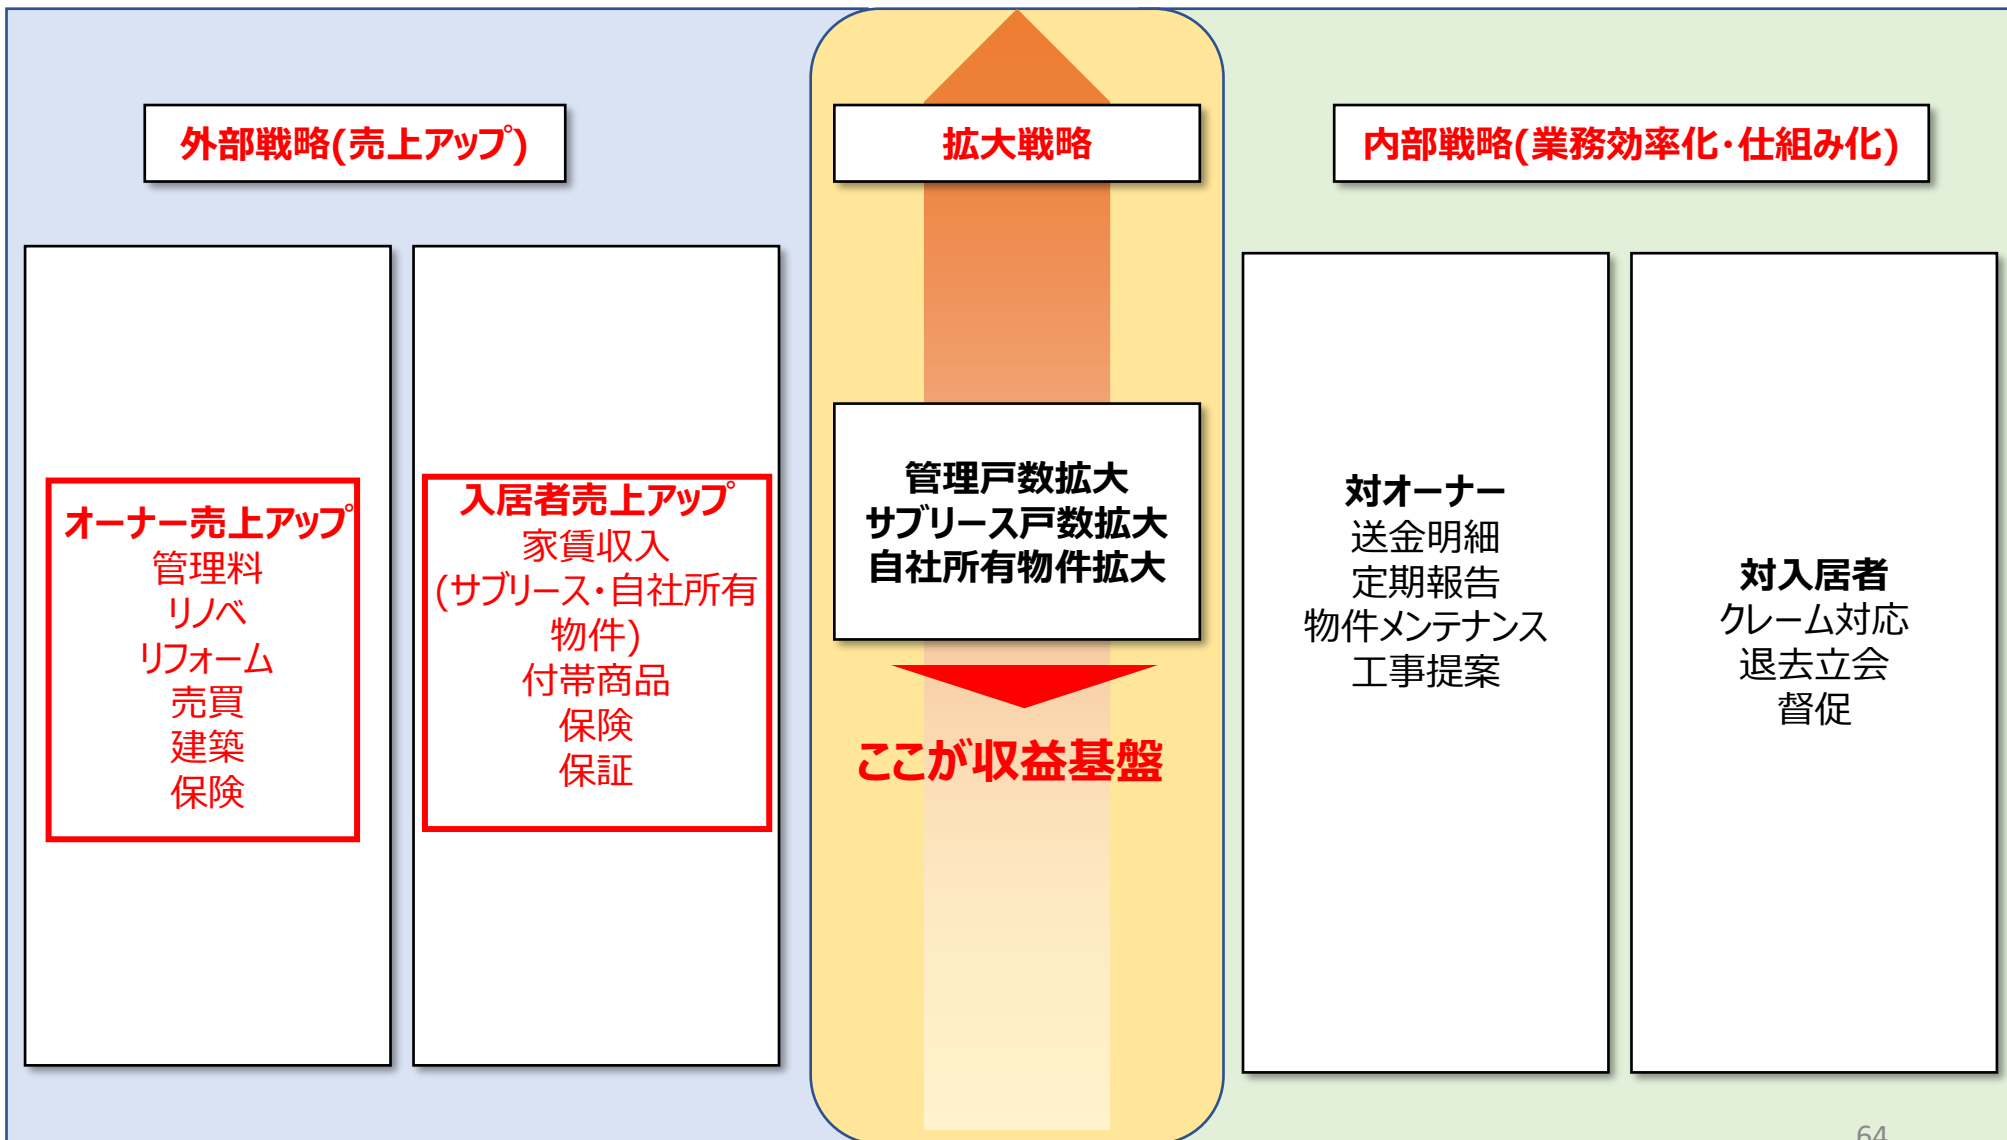 外部戦略(売上アップ)
拡大戦略
内部戦略(業務効率化・仕組み化)
オーナー売上アップ
管理料
リノベ
リフォーム
売買
建築
保険
入居者売上アップ
家賃収入
(サブリース・自社所有
物件)
付帯商品
保険
保証
管理戸数拡大
サブリース戸数拡大
自社所有物件拡大
ここが収益基盤
対オーナー
送金明細
定期報告
物件メンテナンス
工事提案
対入居者
クレーム対応
退去立会
督促
64